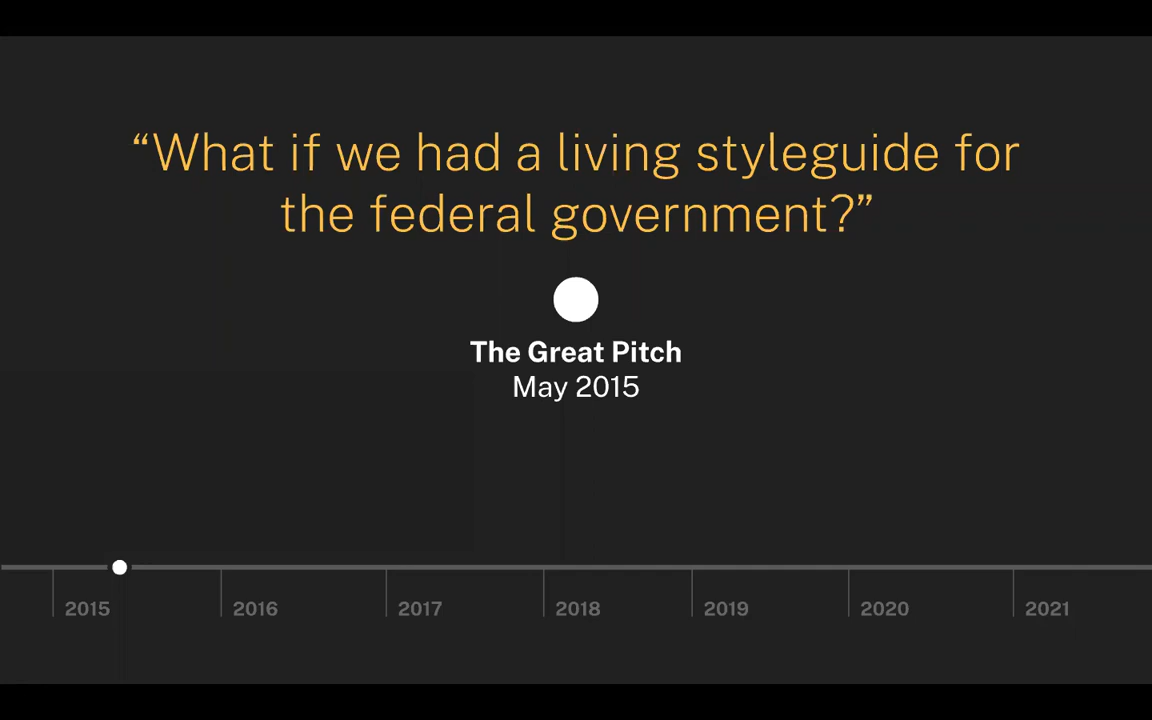 “What if we had a living styleguide for
the federal government?”
The Great Pitch
May 2015
2015 2016 2017 2018 2019 2020 2021